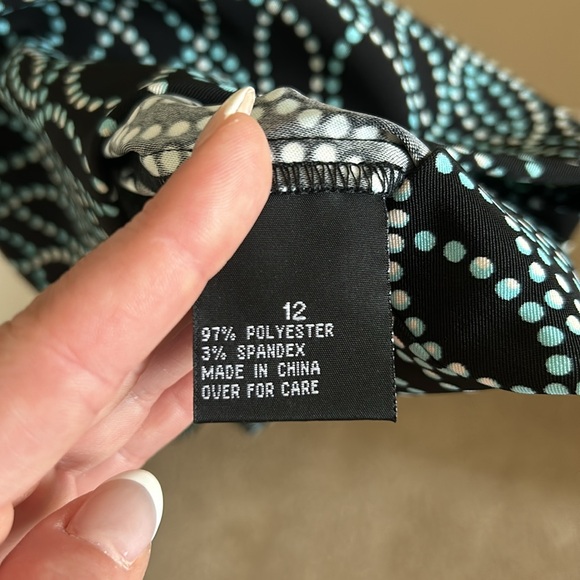 12
97% POLYESTER
3% SPANDEX
MADE IN CHINA
OVER FOR CARE